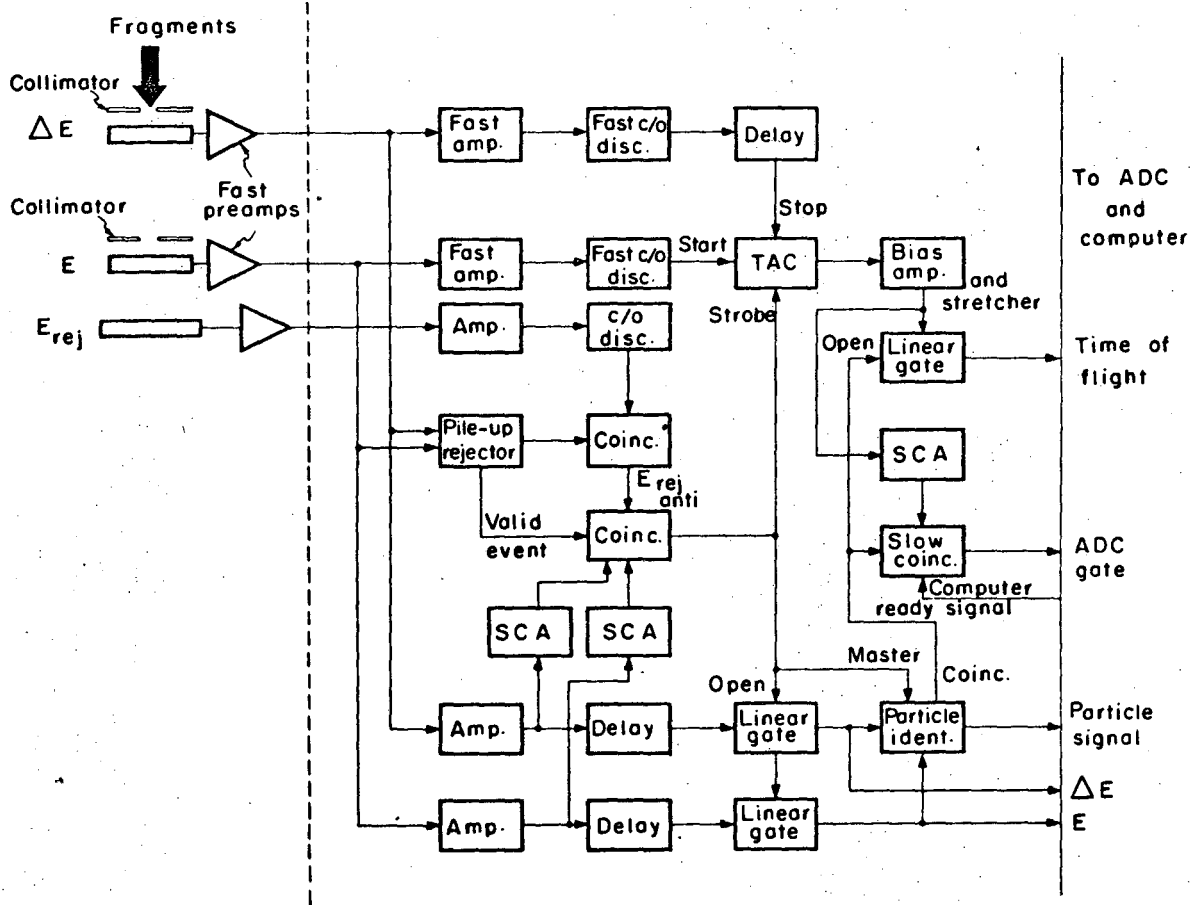 Fragments
Collimator
ΔE
Fast
preamps
Collimator
E
E rej
Fast
amp.
Fast c/o
disc.
Delay
Stop
Fast
amp.
Fast c/o
disc.
Start
TAC
Bias
amp.
and
stretcher
Strobe
Amp.
c/o
disc.
Open
Linear
gate
Pile-up
rejector
Coinc.
E rej
anti
SCA
Valid
event
Coinc.
Slow
coinc.
Computer
ready signal
SCA
SCA
Master
Coinc.
Open
Amp.
Delay
Linear
gate
Particle
ident.
Amp.
Delay
Linear
gate
To ADC
and
computer
Time of
flight
ADC
gate
Particle
signal
ΔE
E